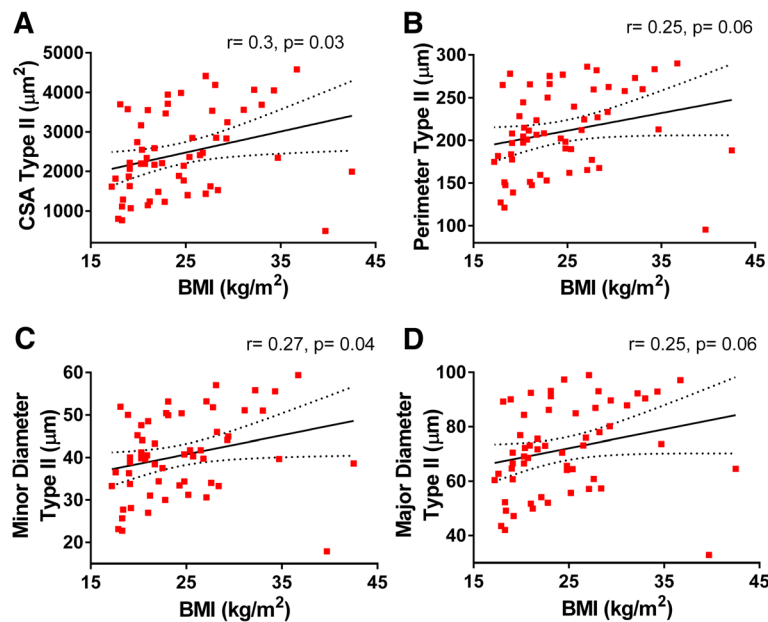 A
r= 0.3, p= 0.03
CSA Type II (μm²)
5000
4000
3000
2000
1000
15
25
35
45
BMI (kg/m²)
B
r= 0.25, p= 0.06
Perimeter Type II (μm)
300
250
200
150
100
15
25
35
45
BMI (kg/m²)
C
r= 0.27, p= 0.04
Minor Diameter
Type II (μm)
60
50
40
30
20
15
25
35
45
BMI (kg/m²)
D
r= 0.25, p= 0.06
Major Diameter
Type II (μm)
100
80
60
40
15
25
35
45
BMI (kg/m²)